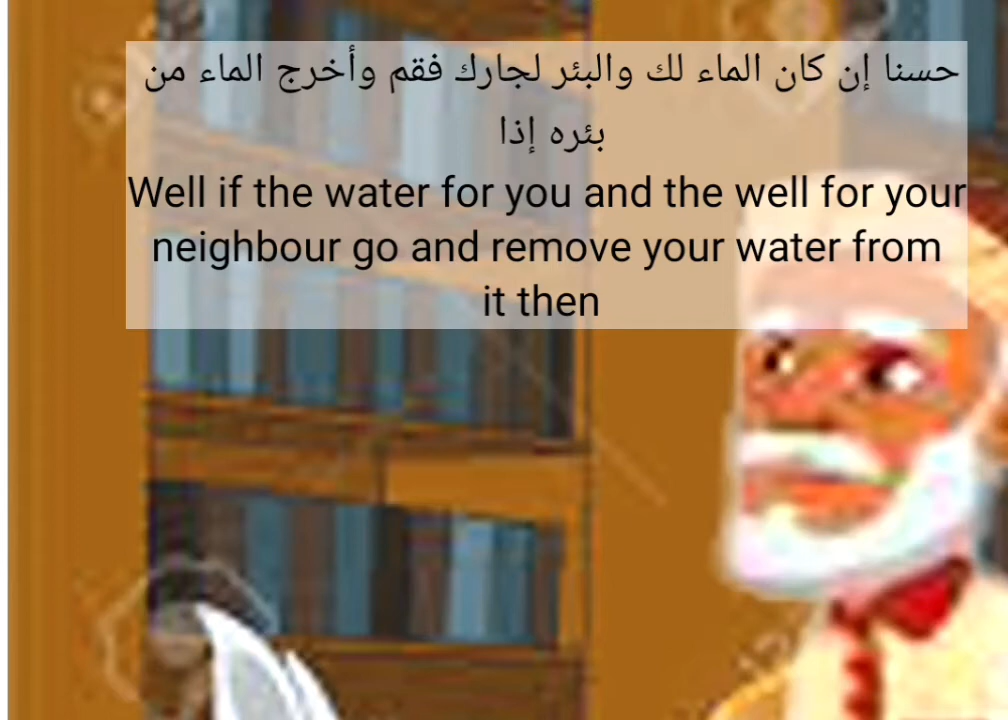 حسنا إن كان الماء لك والبئر لجارك فقم وأخرج الماء من
بئره إذا
Well if the water for you and the well for your
neighbour go and remove your water from
it then